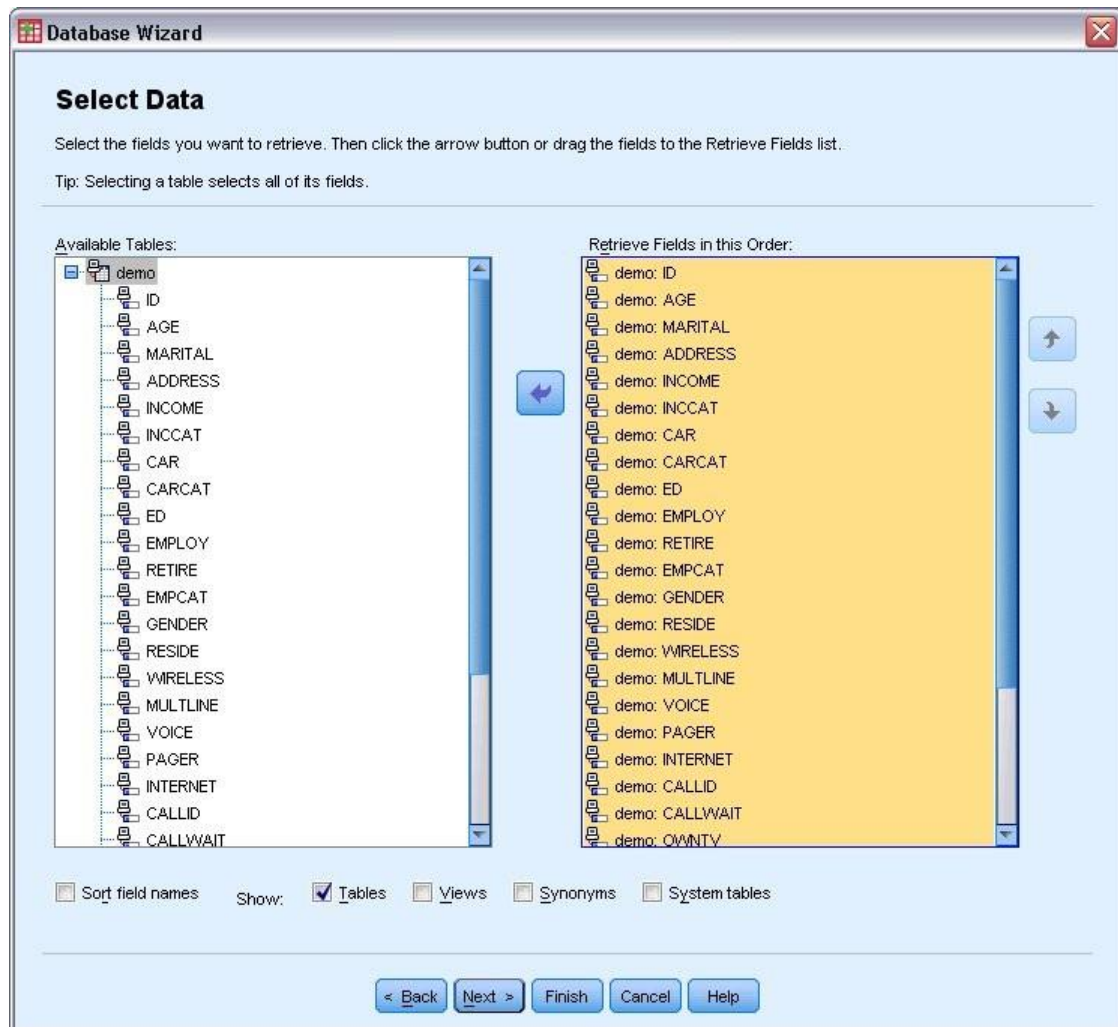 Database Wizard
Select Data
Select the fields you want to retrieve. Then click the arrow button or drag the fields to the Retrieve Fields list.
Tip: Selecting a table selects all of its fields.
Available Tables:
demo
ID
AGE
MARITAL
ADDRESS
INCOME
INCCAT
CAR
CARCAT
ED
EMPLOY
RETIRE
EMPCAT
GENDER
RESIDE
WIRELESS
MULTLINE
VOICE
PAGER
INTERNET
CALLID
CALLWAIT
Retrieve Fields in this Order:
demo: ID
demo: AGE
demo: MARITAL
demo: ADDRESS
demo: INCOME
demo: INCCAT
demo: CAR
demo: CARCAT
demo: ED
demo: EMPLOY
demo: RETIRE
demo: EMPCAT
demo: GENDER
demo: RESIDE
demo: WIRELESS
demo: MULTLINE
demo: VOICE
demo: PAGER
demo: INTERNET
demo: CALLID
demo: CALLWAIT
demo: OWNTV
Sort field names Show: Tables Views Synonyms System tables
< Back Next > Finish Cancel Help